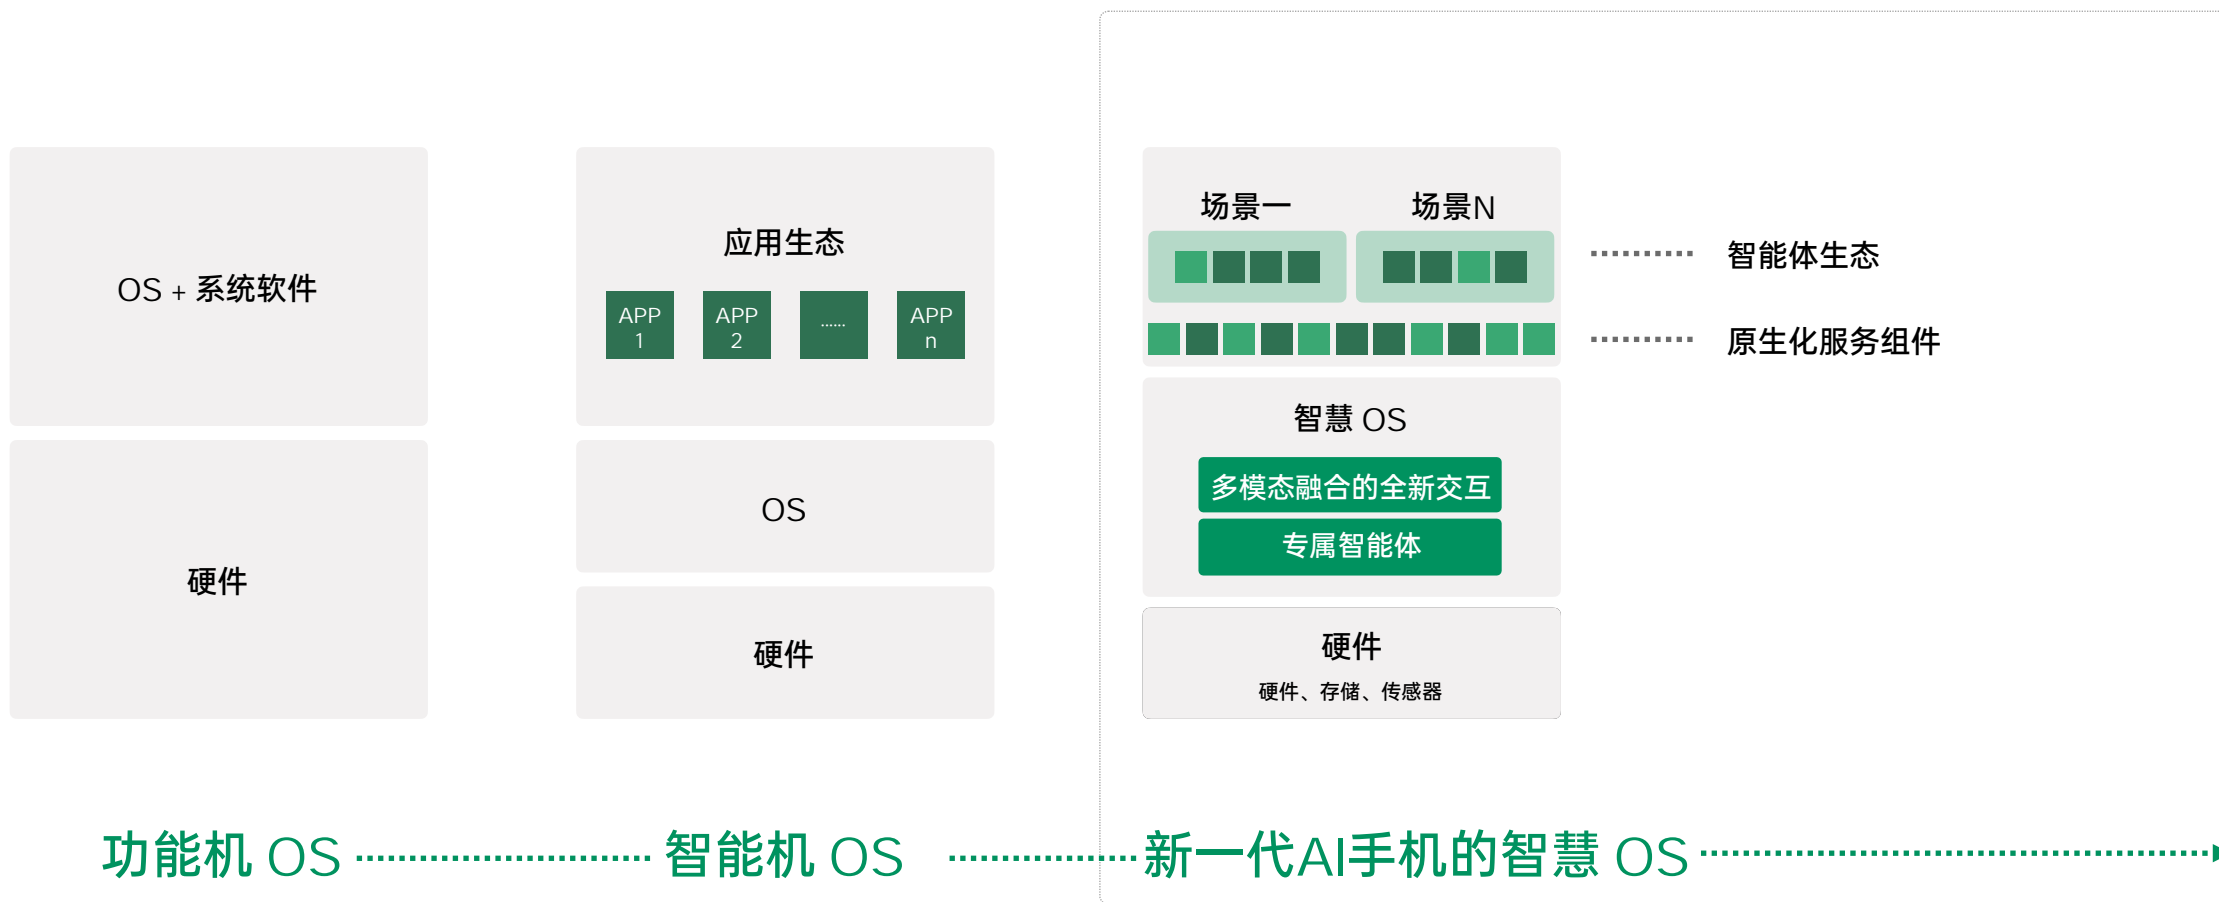 OS + 系统软件
硬件
应用生态
APP
1
APP
2
......
APP
n
OS
硬件
场景一
场景N
智能体生态
原生化服务组件
智慧 OS
多模态融合的全新交互
专属智能体
硬件
硬件、存储、传感器
功能机 OS
智能机 OS
新一代AI手机的智慧 OS